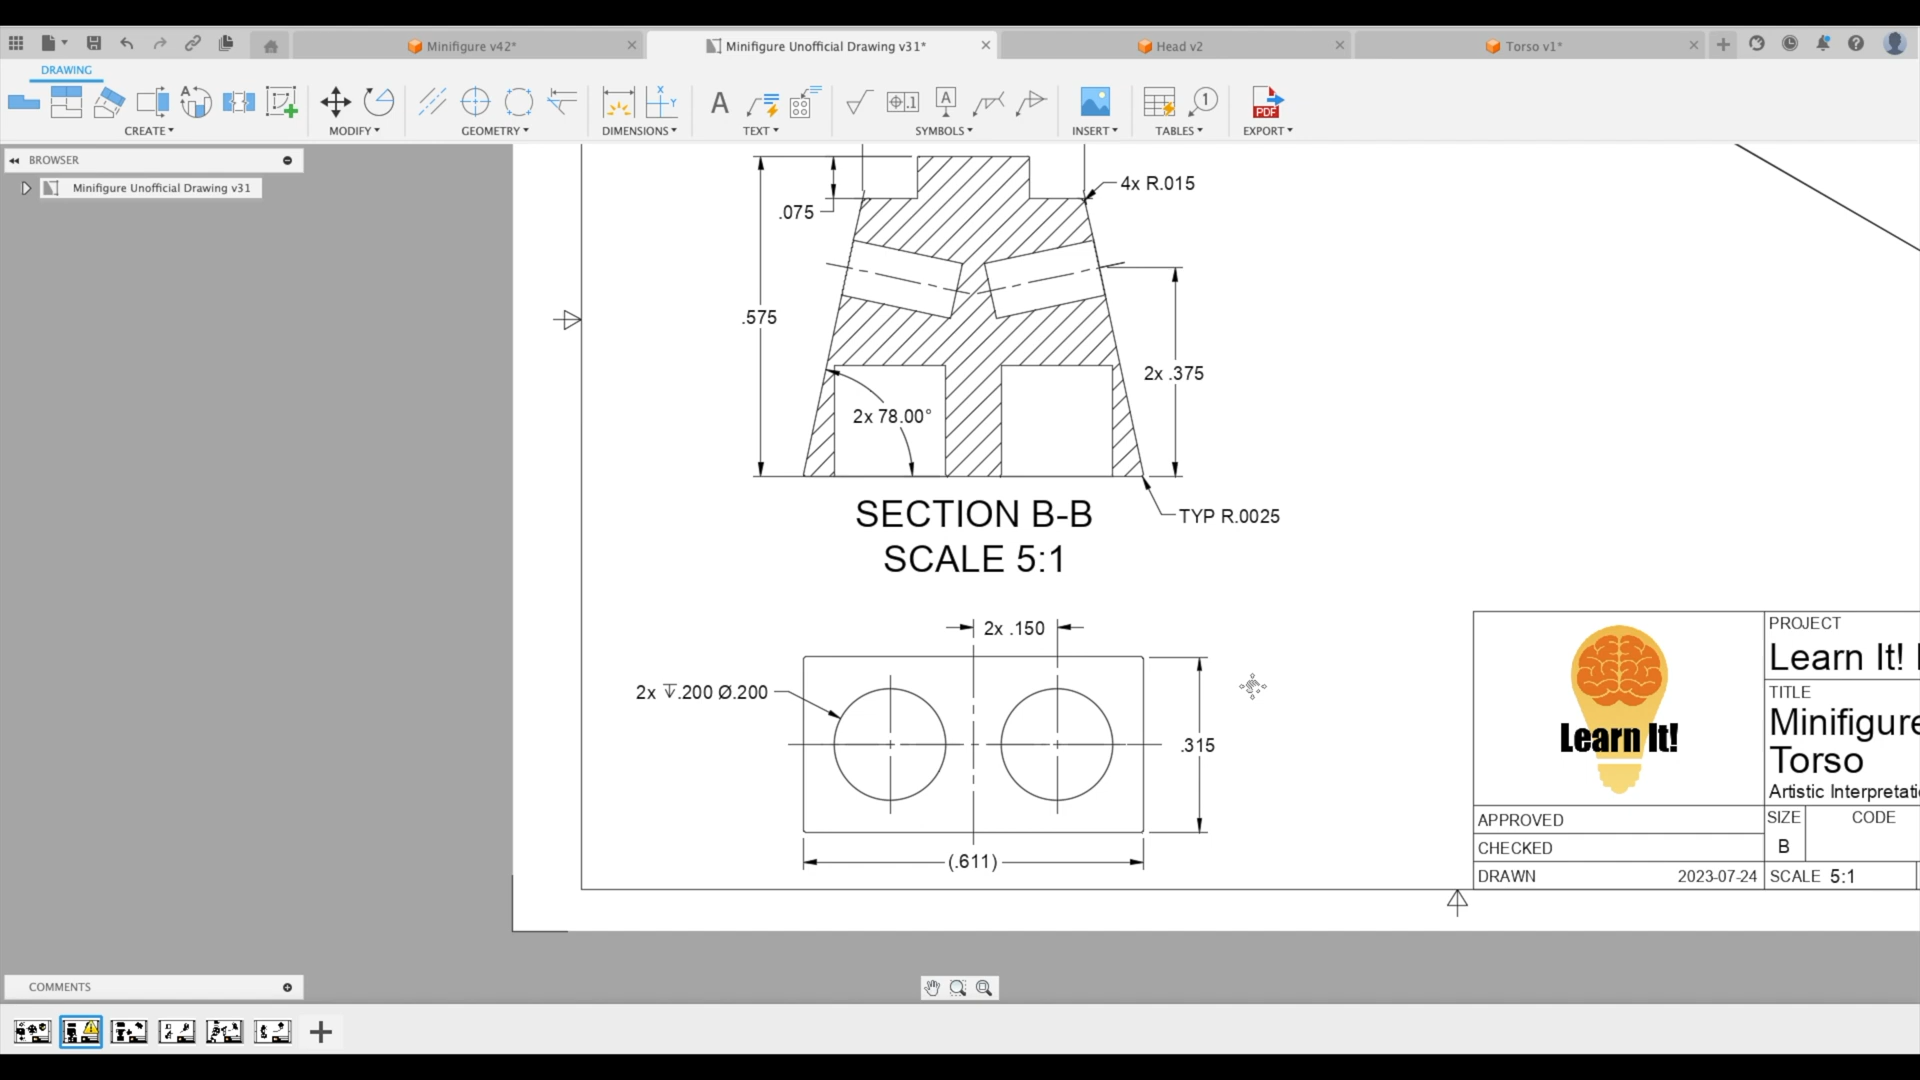 Minifigure v42*
Minifigure Unofficial Drawing v31*
Head v2
Torso v1*
DRAWING
CREATE
MODIFY
GEOMETRY
DIMENSIONS
TEXT
SYMBOLS
INSERT
TABLES
EXPORT
BROWSER
Minifigure Unofficial Drawing v31
.075
4x R.015
.575
2x .375
2x 78.00°
TYP R.0025
SECTION B-B
SCALE 5:1
2x .150
2x ↧.200 Ø.200
.315
(.611)
Learn It!
PROJECT
Learn It!
TITLE
Minifigure
Torso
Artistic Interpretati
SIZE
CODE
B
APPROVED
CHECKED
DRAWN 2023-07-24
SCALE 5:1
COMMENTS